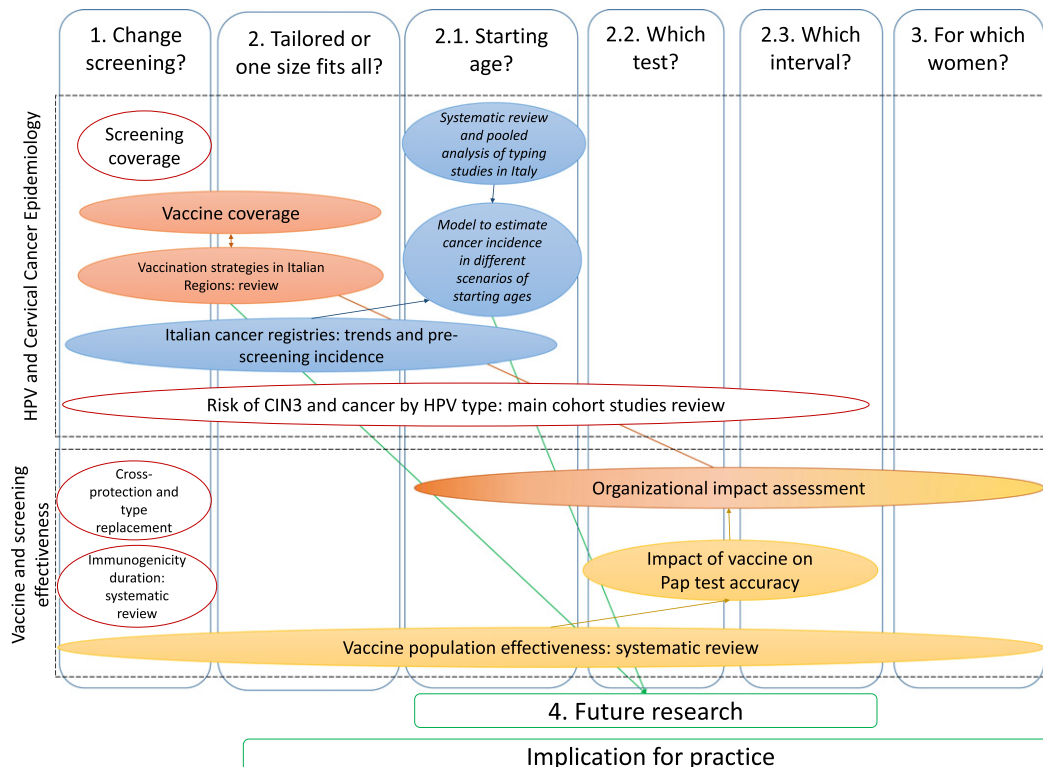 1. Change
screening?
2. Tailored or
one size fits all?
2.1. Starting
age?
2.2. Which
test?
2.3. Which
interval?
3. For which
women?
HPV and Cervical Cancer Epidemiology
Screening
coverage
Systematic review
and pooled
analysis of typing
studies in Italy
Vaccine coverage
Model to estimate
cancer incidence
in different
scenarios of
starting ages
Vaccination strategies in Italian
Regions: review
Italian cancer registries: trends and pre-
screening incidence
Risk of CIN3 and cancer by HPV type: main cohort studies review
Vaccine and screening
effectiveness
Cross-
protection and
type
replacement
Organizational impact assessment
Immunogenicity
duration:
systematic
review
Impact of vaccine on
Pap test accuracy
Vaccine population effectiveness: systematic review
4. Future research
Implication for practice